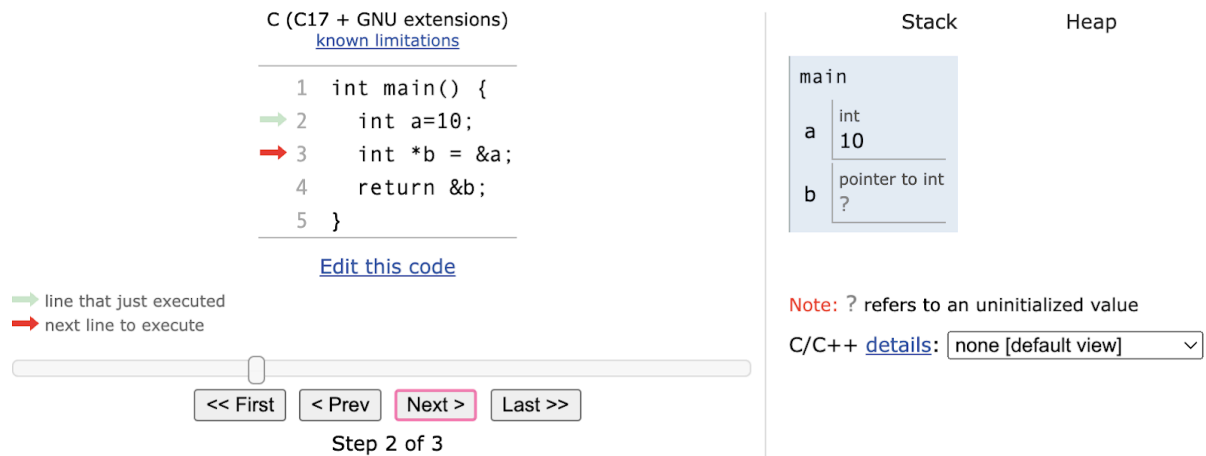 C (C17 + GNU extensions)
known limitations
1 int main() {
2 int a=10;
3 int *b = &a;
4 return &b;
5 }
Edit this code
line that just executed
next line to execute
<< First < Prev Next > Last >>
Step 2 of 3
Stack Heap
main
a int
10
b pointer to int
?
Note: ? refers to an uninitialized value
C/C++ details: none [default view]